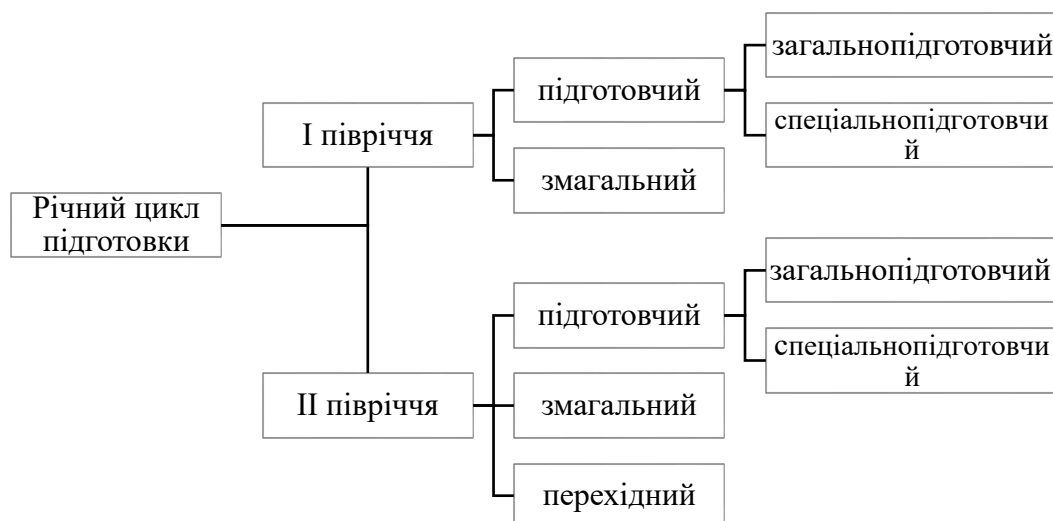 Річний цикл
підготовки
І півріччя
підготовчий
загальнопідготовчий
спеціальнопідготовчи
й
змагальний
ІІ півріччя
підготовчий
загальнопідготовчий
спеціальнопідготовчи
й
змагальний
перехідний